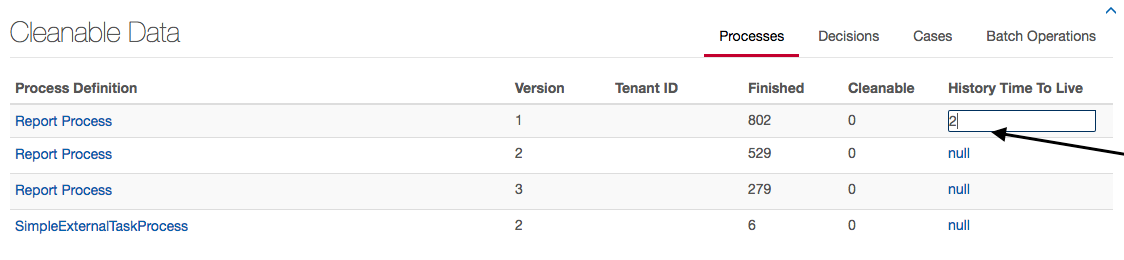 Cleanable Data
Processes Decisions Cases Batch Operations
Process Definition Version Tenant ID Finished Cleanable History Time To Live
Report Process 1 802 0 2
Report Process 2 529 0 null
Report Process 3 279 0 null
SimpleExternalTaskProcess 2 6 0 null